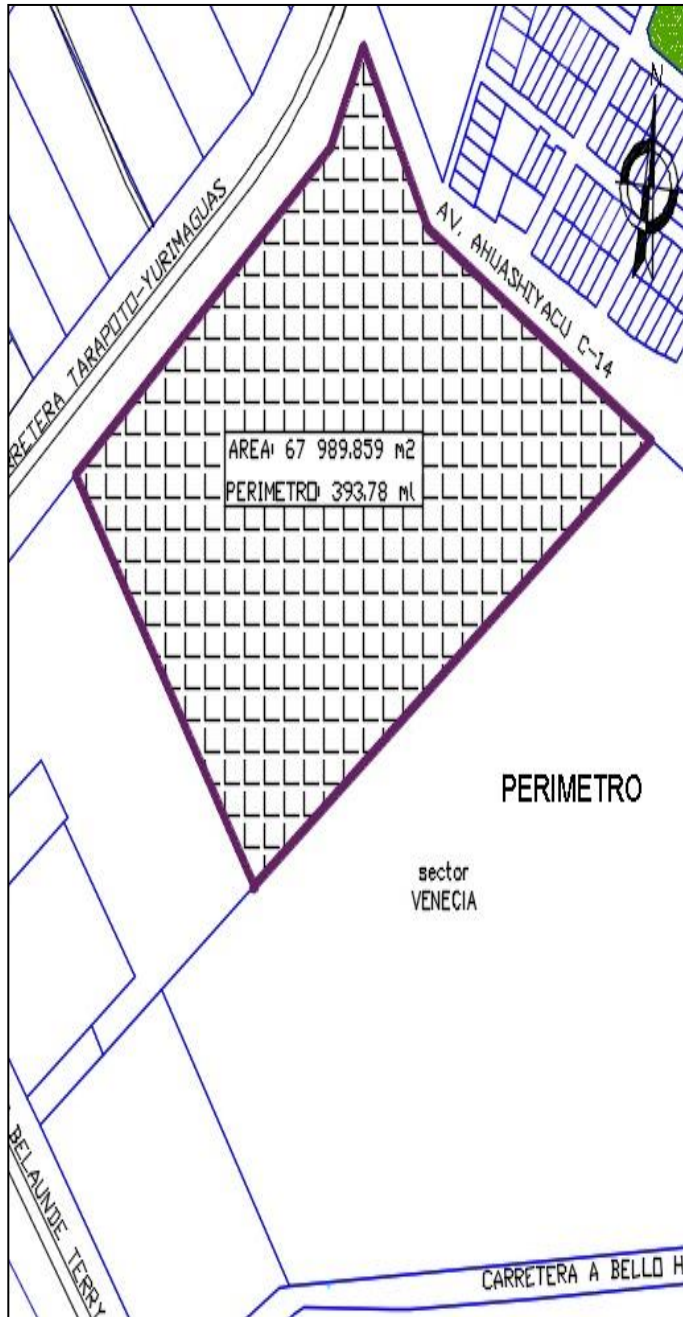 N
CARRETERA TARAPOTO-YURIMAGUAS
AV. AHUASHIYACU C-14
AREA: 67 989.859 m2
PERIMETRO: 393.78 ml
PERIMETRO
sector
VENECIA
BELAUNDE TERRY
CARRETERA A BELLO H